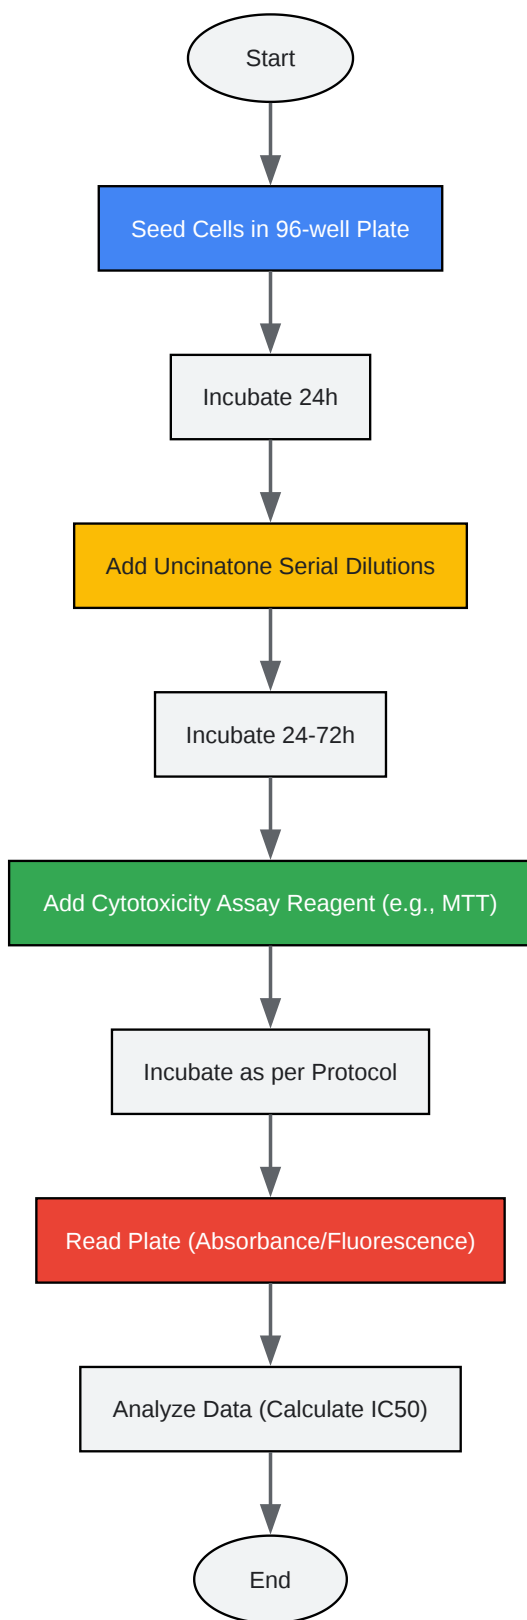 Start
Seed Cells in 96-well Plate
Incubate 24h
Add Uncinatone Serial Dilutions
Incubate 24-72h
Add Cytotoxicity Assay Reagent (e.g., MTT)
Incubate as per Protocol
Read Plate (Absorbance/Fluorescence)
Analyze Data (Calculate IC50)
End